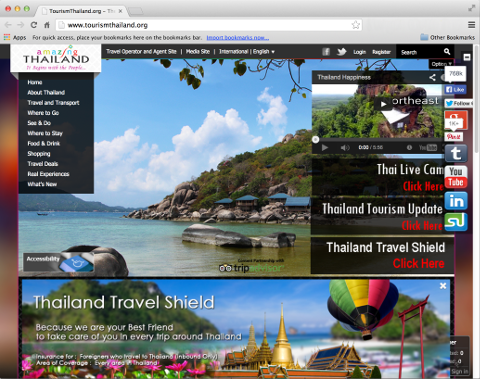 TourismThailand.org – Th
www.tourismthailand.org
Apps For quick access, place your bookmarks here on the bookmarks bar. Import bookmarks now... Other Bookmarks
amazing
THAILAND
It begins with the People...
Travel Operator and Agent Site | Media Site | International | English
Login Register Search
Home
About Thailand
Travel and Transport
Where to Go
See & Do
Where to Stay
Food & Drink
Shopping
Travel Deals
Real Experiences
What's New
Option
Thailand Happiness
ortheast
0:00 / 5:58
YouTube
768k
Like
Follow
1K+
Pin it
You
Tube
in
Thai Live Cam
Click Here
Thailand Tourism Update
Click Here
Thailand Travel Shield
Click Here
Accessibility
Content Partnership with
tripadvisor
Thailand Travel Shield
Because we are your Best Friend
to take care of you in every trip around Thailand
Insurance for : Foreigners who travel to Thailand (Inbound Only)
Area of Coverage : Every area in Thailand
Sign in